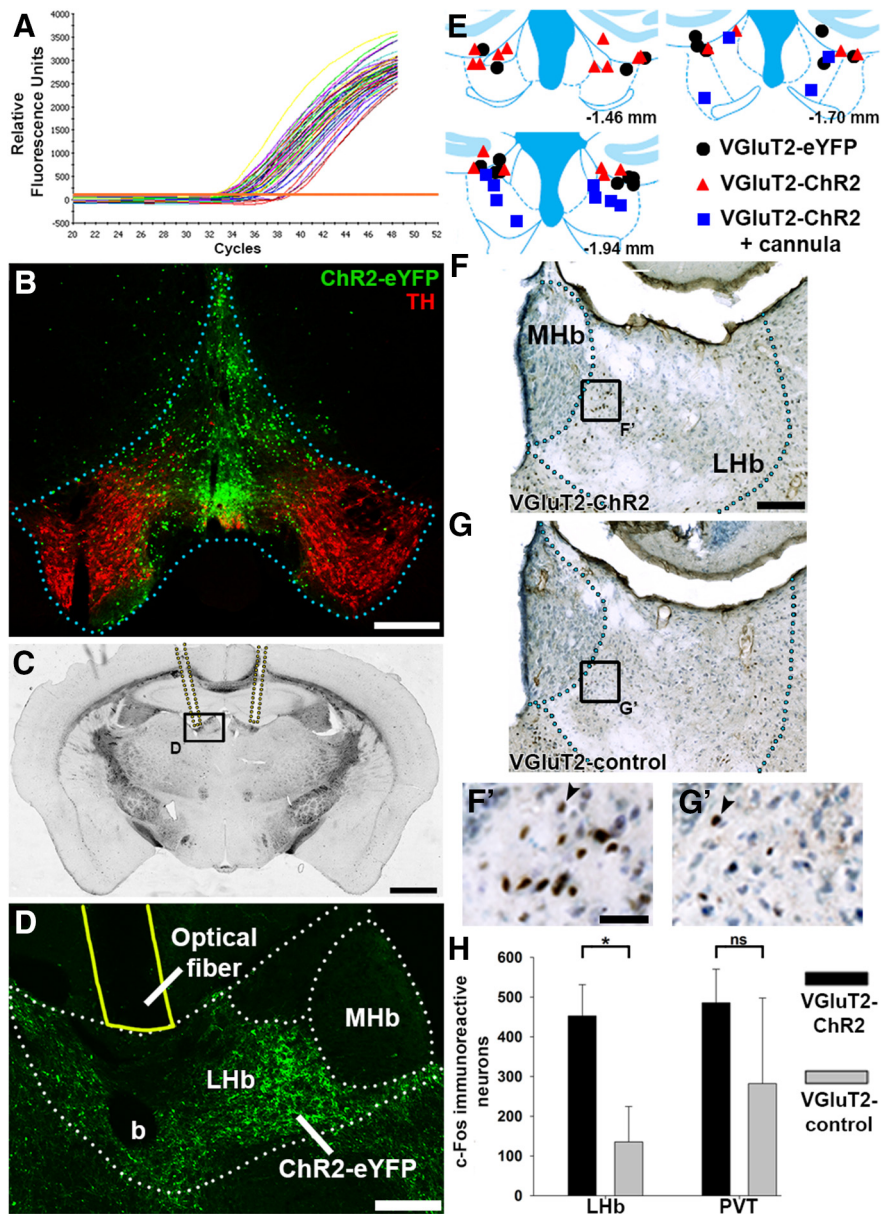 A
Relative
Fluorescence Units
4000
3500
3000
2500
2000
1500
1000
500
0
-500
20 22 24 26 28 30 32 34 36 38 40 42 44 46 48 50 52
Cycles
B
ChR2-eYFP
TH
C
D
D
Optical
fiber
MHb
LHb
b
ChR2-eYFP
E
-1.46 mm
-1.70 mm
-1.94 mm
VGluT2-eYFP
VGluT2-ChR2
VGluT2-ChR2
+ cannula
F
MHb
F'
LHb
VGluT2-ChR2
G
G'
VGluT2-control
F'
G'
H
c-Fos immunoreactive
neurons
600
500
400
300
200
100
0
*
ns
LHb
PVT
VGluT2-
ChR2
VGluT2-
control